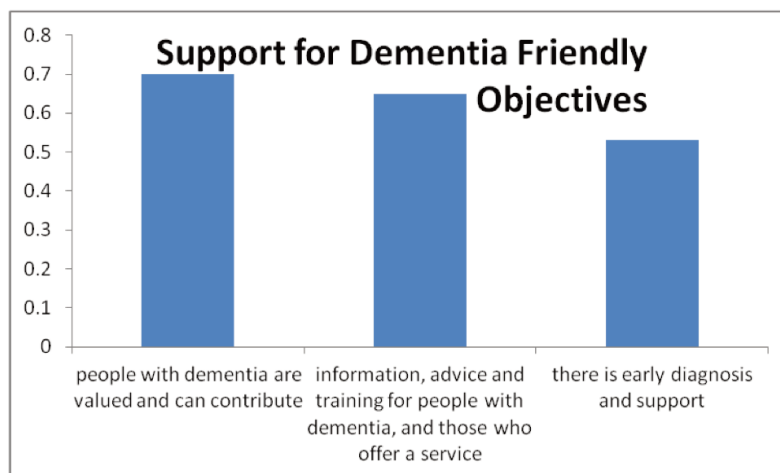 Support for Dementia Friendly
Objectives
0.8
0.7
0.6
0.5
0.4
0.3
0.2
0.1
0
people with dementia are
valued and can contribute
information, advice and
training for people with
dementia, and those who
offer a service
there is early diagnosis
and support